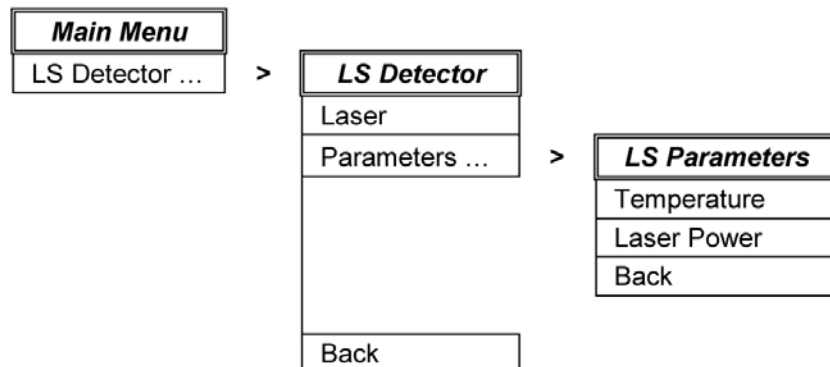 Main Menu
LS Detector …
>
LS Detector
Laser
Parameters …
>
LS Parameters
Temperature
Laser Power
Back
Back